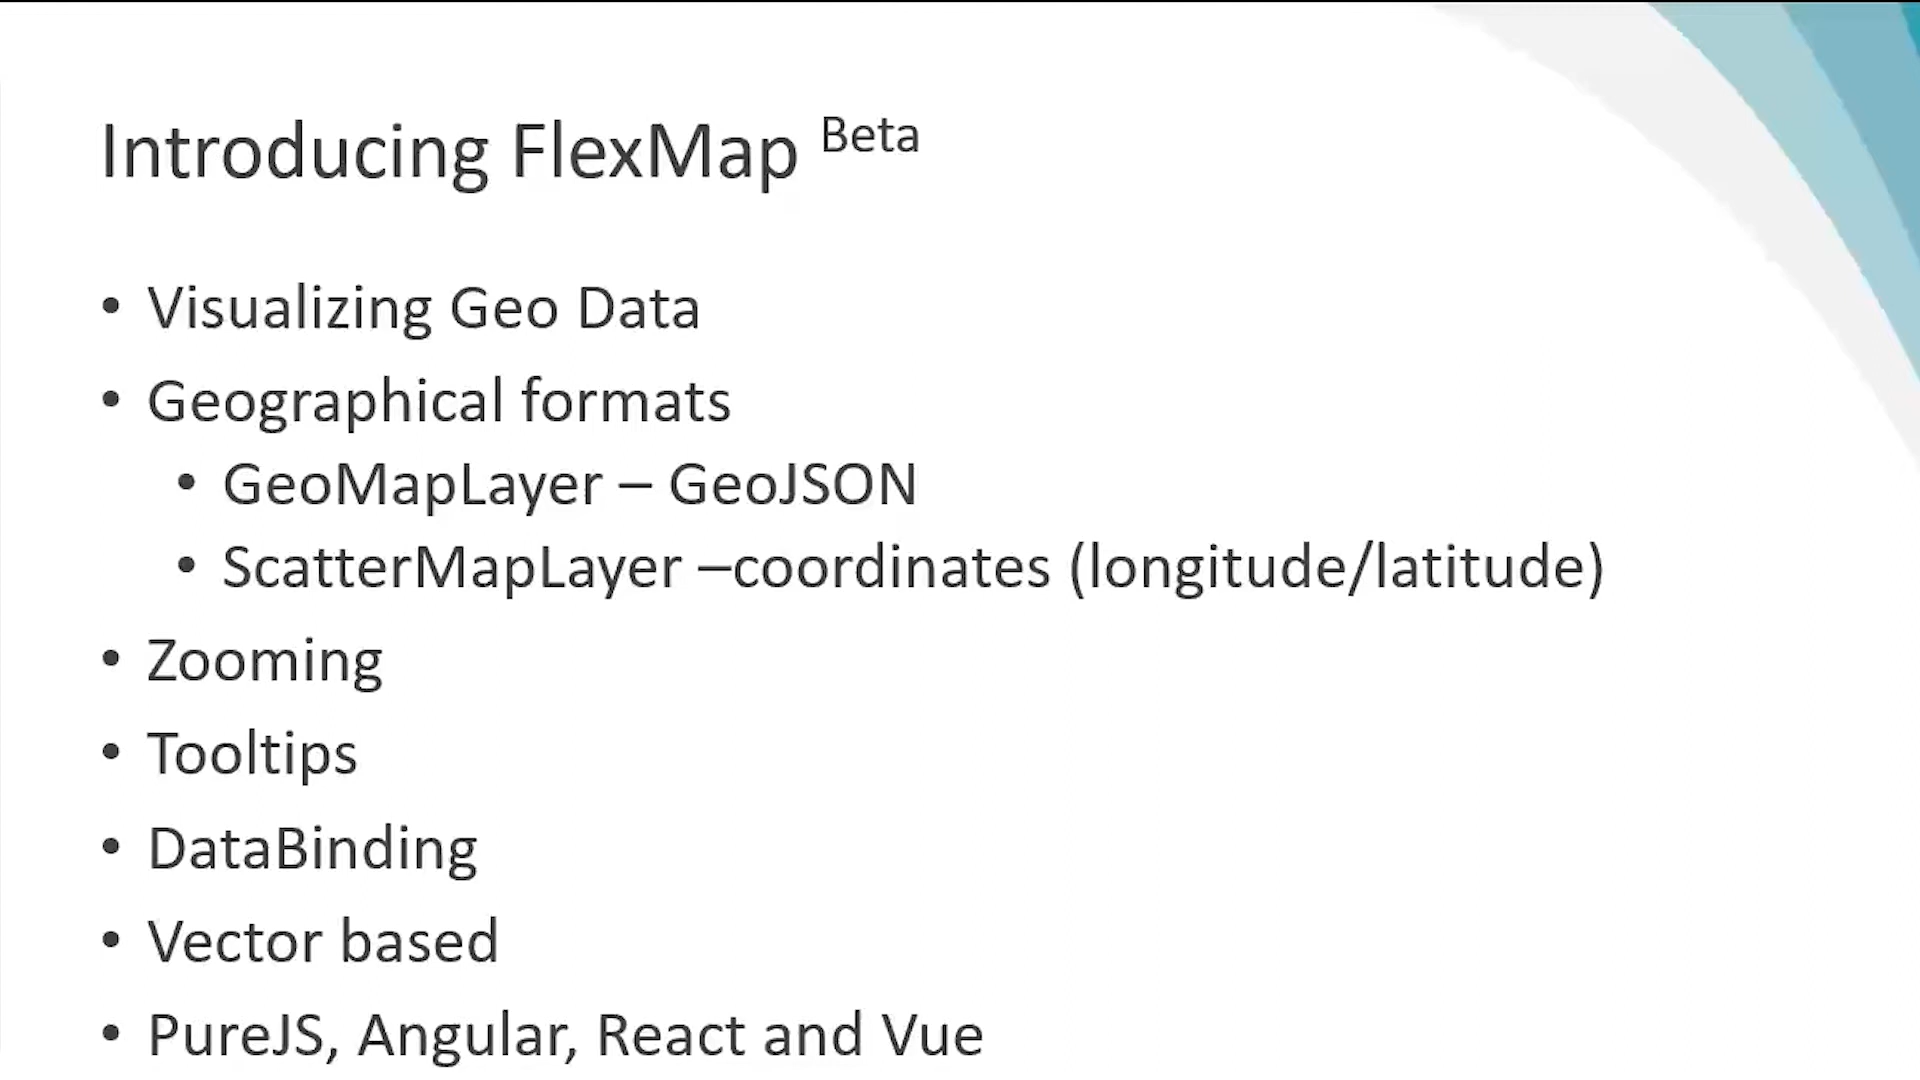 Introducing FlexMap Beta
• Visualizing Geo Data
• Geographical formats
• GeoMapLayer – GeoJSON
• ScatterMapLayer –coordinates (longitude/latitude)
• Zooming
• Tooltips
• DataBinding
• Vector based
• PureJS, Angular, React and Vue